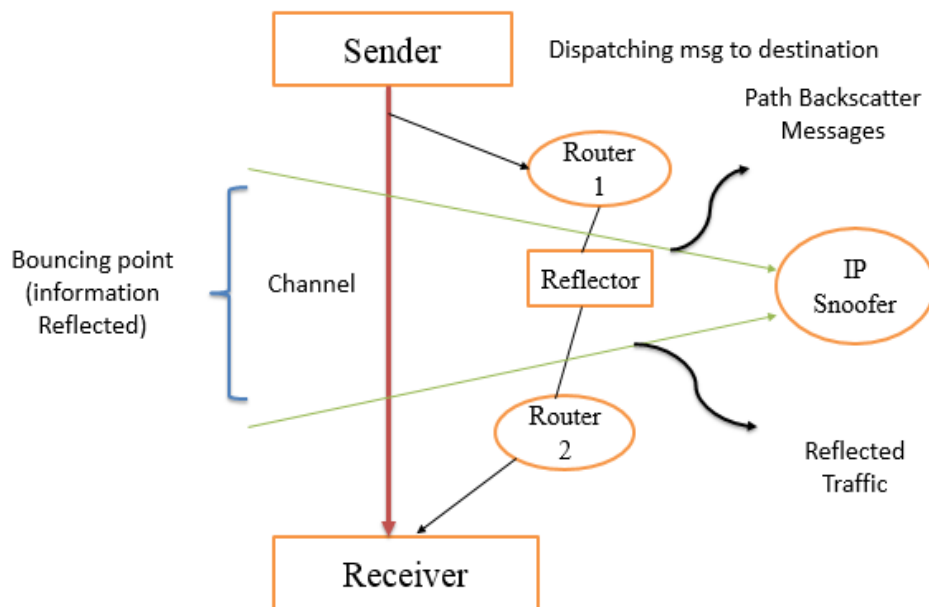 Sender
Dispatching msg to destination
Path Backscatter
Messages
Router
1
Bouncing point
(information
Reflected)
Channel
Reflector
IP
Snoofer
Router
2
Reflected
Traffic
Receiver